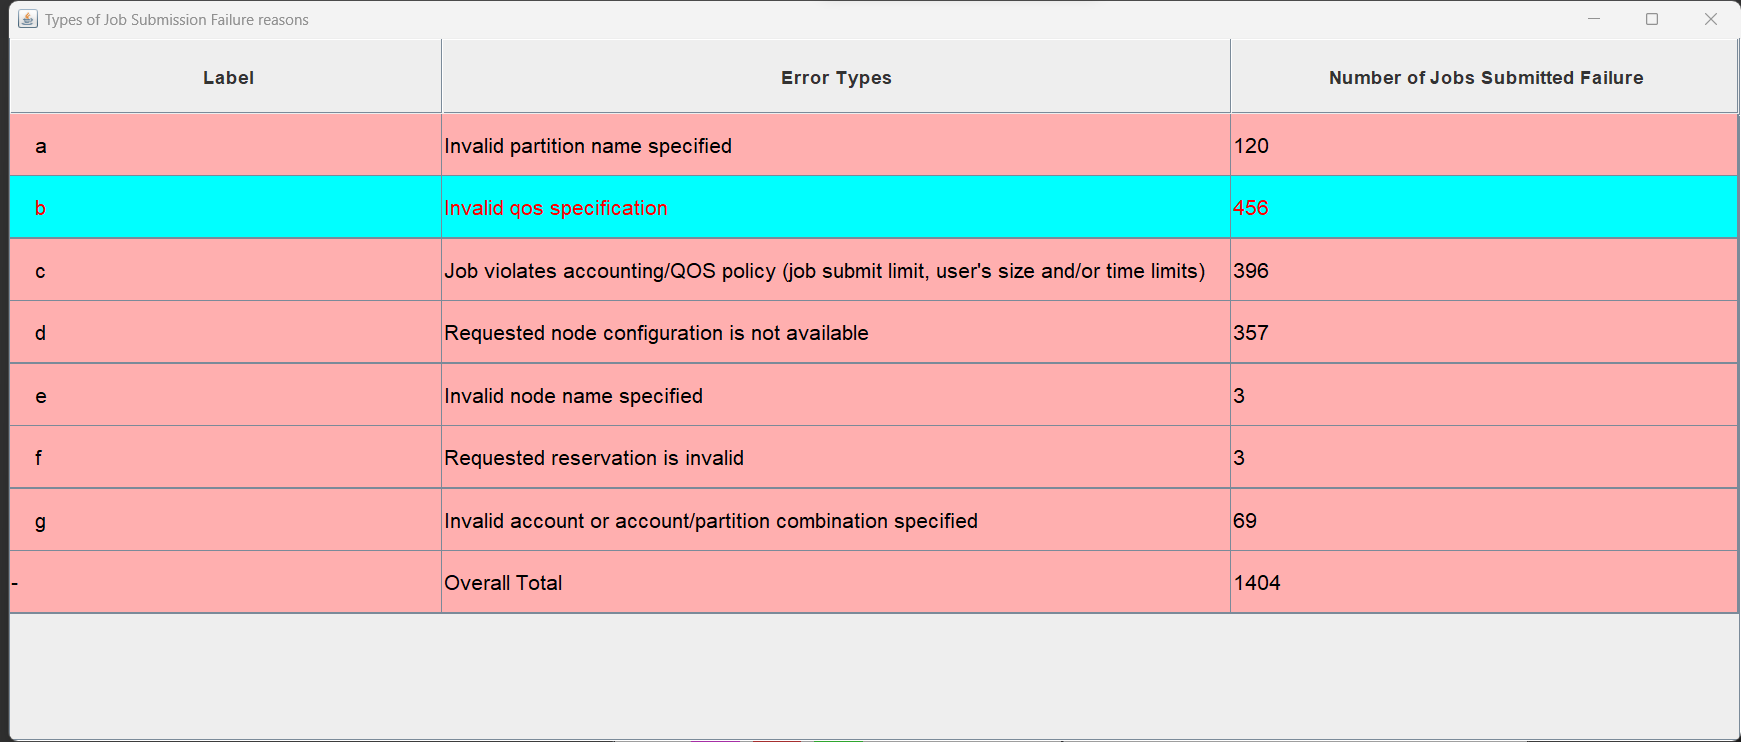 Types of Job Submission Failure reasons
Label Error Types Number of Jobs Submitted Failure
a Invalid partition name specified 120
b Invalid qos specification 456
c Job violates accounting/QOS policy (job submit limit, user's size and/or time limits) 396
d Requested node configuration is not available 357
e Invalid node name specified 3
f Requested reservation is invalid 3
g Invalid account or account/partition combination specified 69
- Overall Total 1404